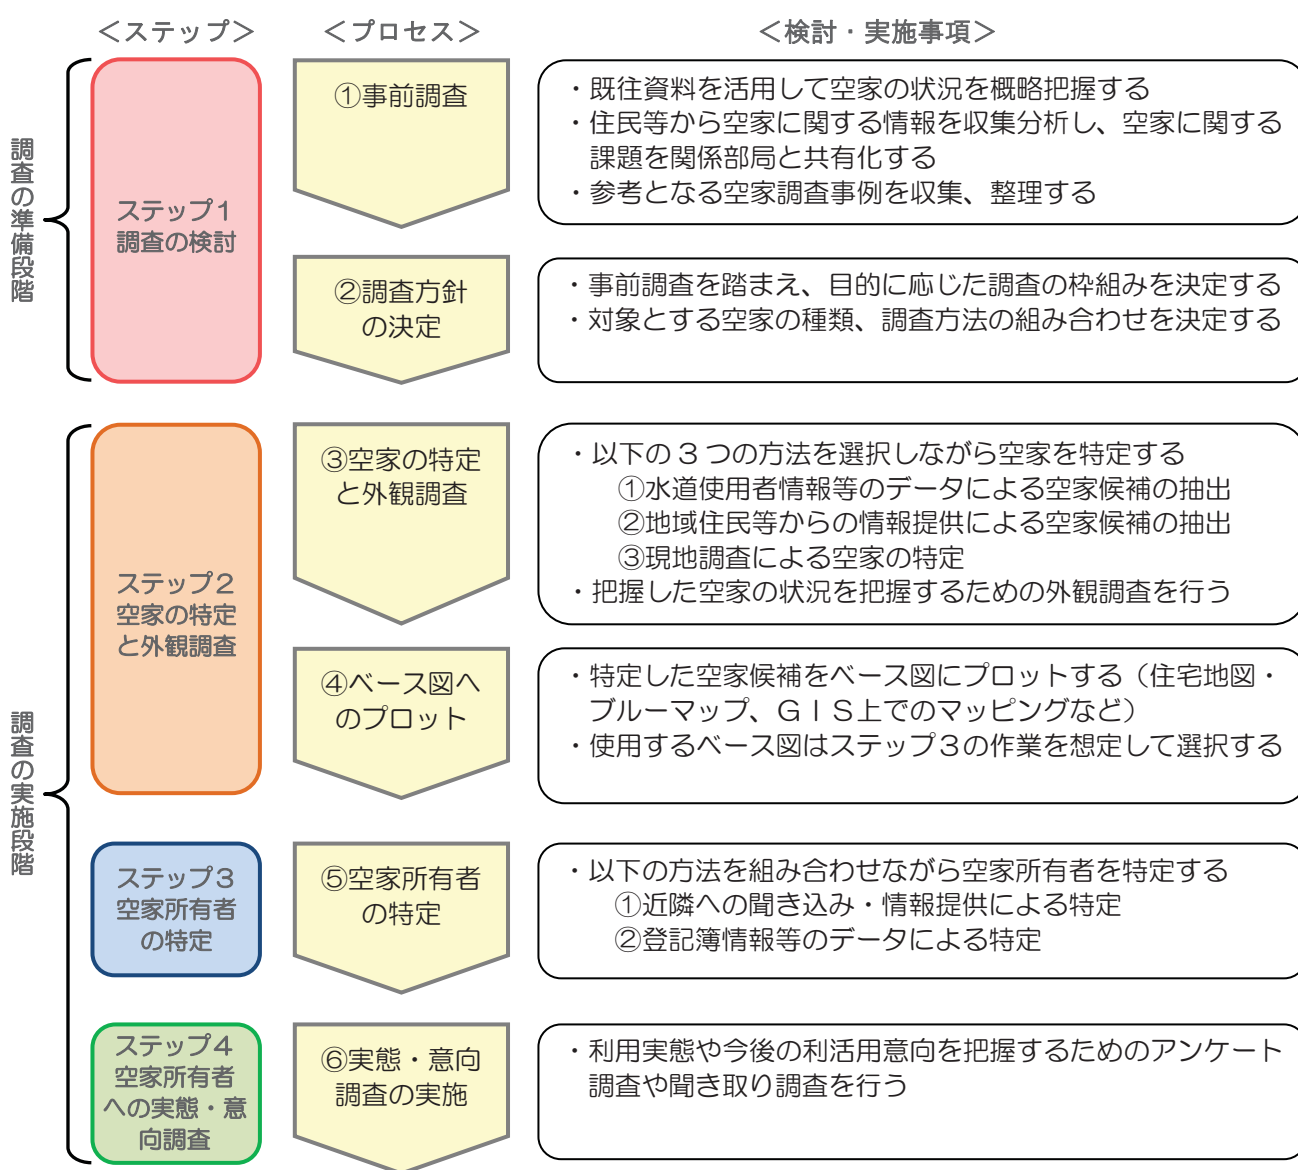 ＜ステップ＞
＜プロセス＞
＜検討・実施事項＞
調査の準備段階
ステップ１
調査の検討
①事前調査
・既往資料を活用して空家の状況を概略把握する
・住民等から空家に関する情報を収集分析し、空家に関する
課題を関係部局と共有化する
・参考となる空家調査事例を収集、整理する
②調査方針
の決定
・事前調査を踏まえ、目的に応じた調査の枠組みを決定する
・対象とする空家の種類、調査方法の組み合わせを決定する
調査の実施段階
ステップ２
空家の特定
と外観調査
③空家の特定
と外観調査
・以下の３つの方法を選択しながら空家を特定する
①水道使用者情報等のデータによる空家候補の抽出
②地域住民等からの情報提供による空家候補の抽出
③現地調査による空家の特定
・把握した空家の状況を把握するための外観調査を行う
④ベース図へ
のプロット
・特定した空家候補をベース図にプロットする（住宅地図・
ブルーマップ、ＧＩＳ上でのマッピングなど）
・使用するベース図はステップ３の作業を想定して選択する
ステップ３
空家所有者
の特定
⑤空家所有者
の特定
・以下の方法を組み合わせながら空家所有者を特定する
①近隣への聞き込み・情報提供による特定
②登記簿情報等のデータによる特定
ステップ４
空家所有者
への実態・意
向調査
⑥実態・意向
調査の実施
・利用実態や今後の利活用意向を把握するためのアンケート
調査や聞き取り調査を行う